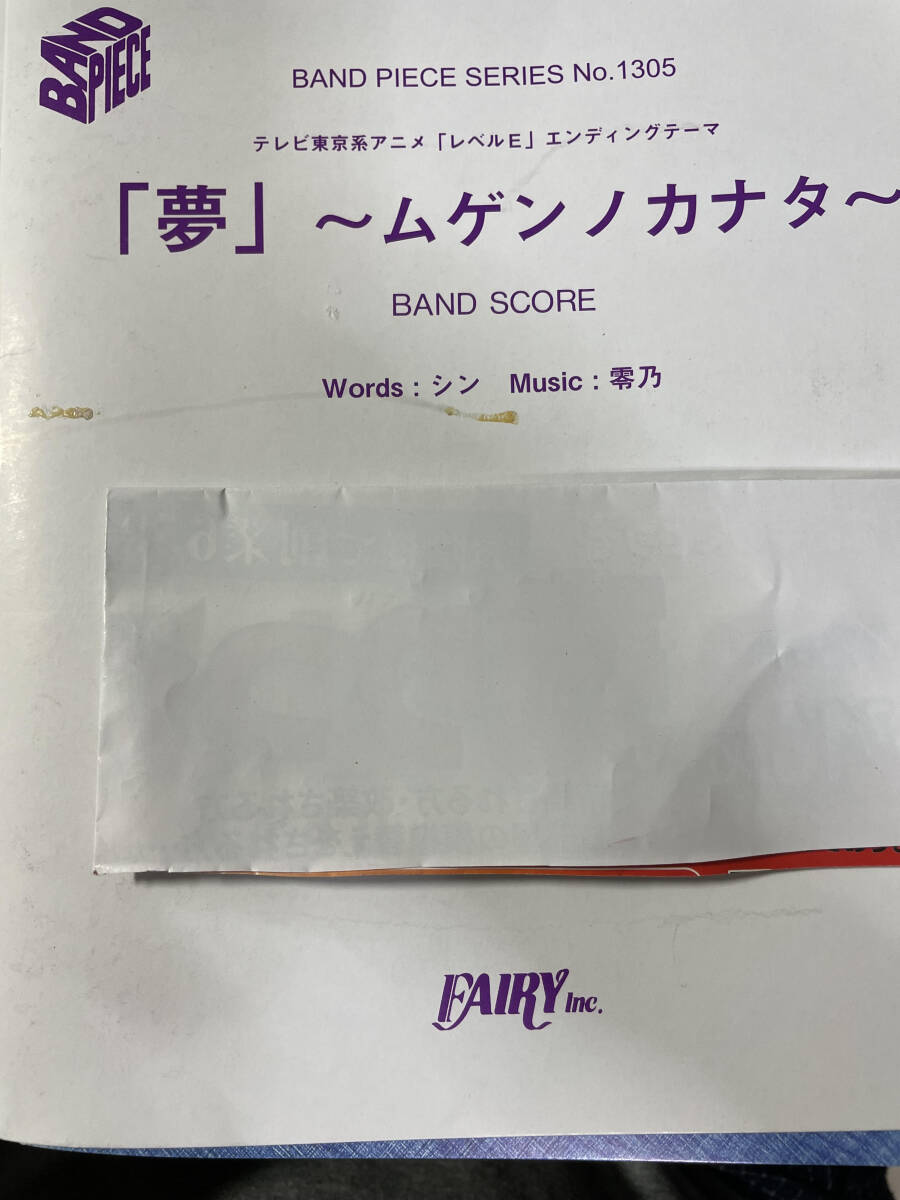 BAND PIECE
BAND PIECE SERIES No.1305
テレビ東京系アニメ「レベルE」エンディングテーマ
「夢」～ムゲンノカナタ～
BAND SCORE
Words : シン　Music : 零乃
FAIRY Inc.